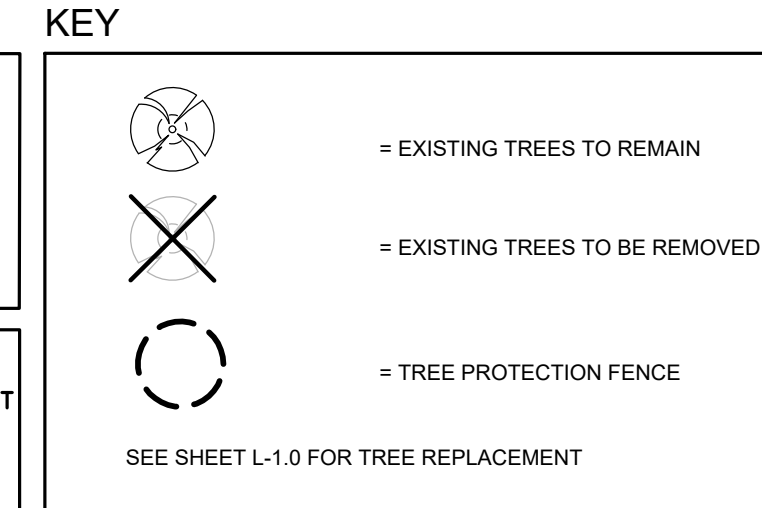 KEY
= EXISTING TREES TO REMAIN
= EXISTING TREES TO BE REMOVED
= TREE PROTECTION FENCE
T
SEE SHEET L-1.0 FOR TREE REPLACEMENT